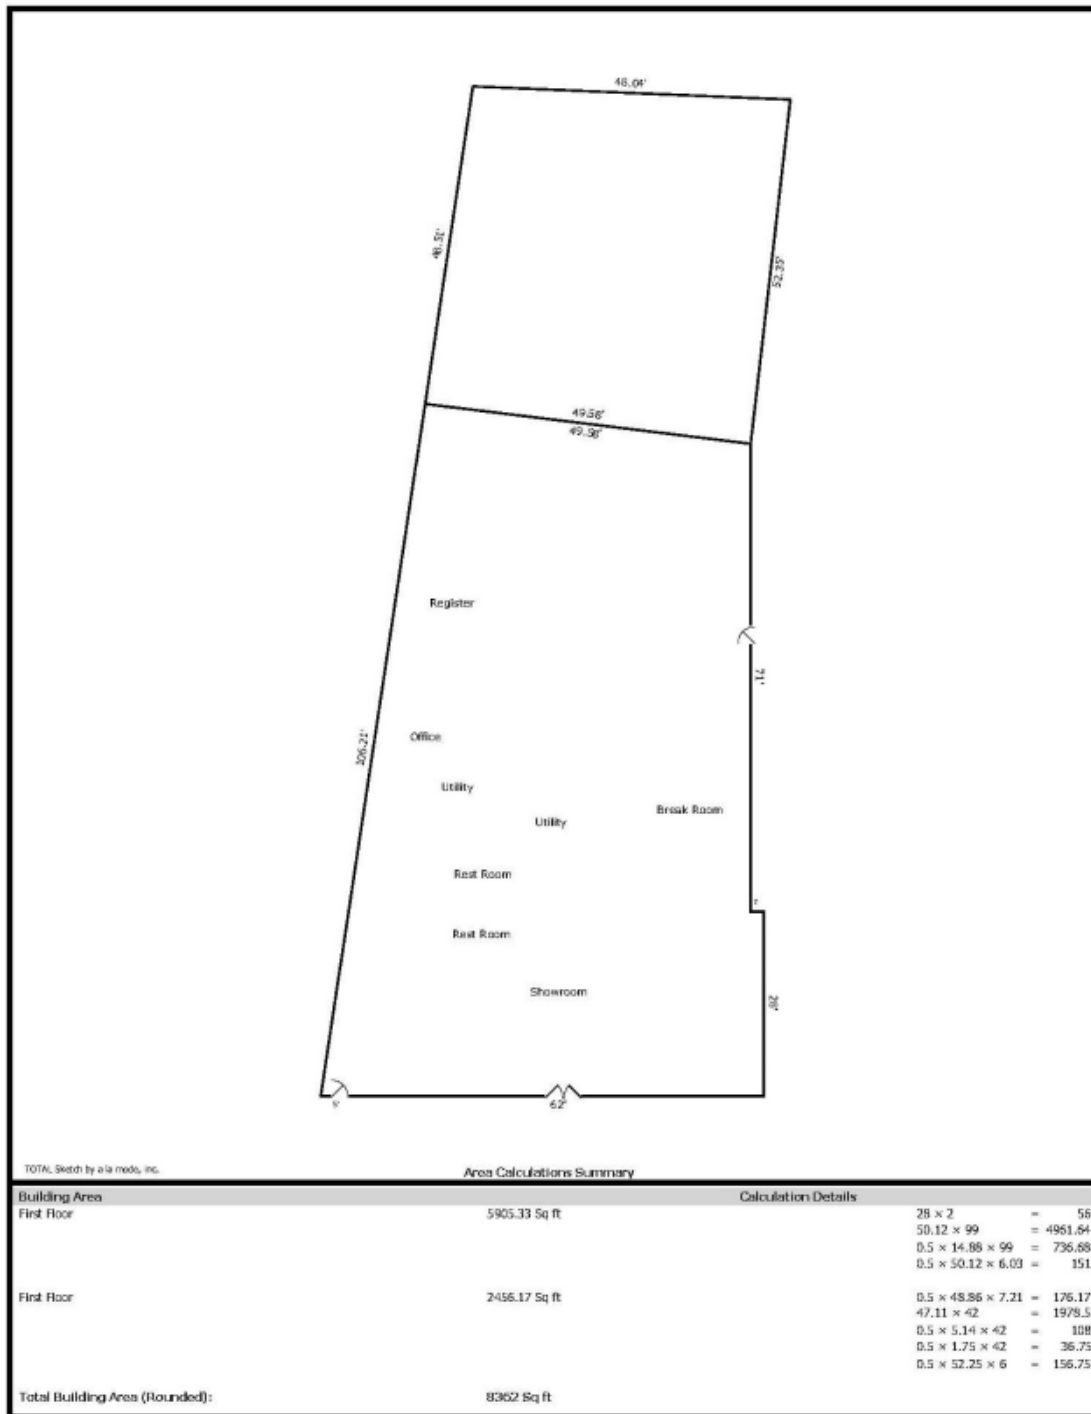 48.04'
48.51'
52.35'
49.58'
49.58'
Register
71'
106.21'
Office
Utility
Break Room
Utility
Rest Room
Rest Room
Showroom
28'
62'
TOTAL Sketch by a la mode, inc.
Area Calculations Summary
Building Area Calculation Details
First Floor 5905.33 Sq ft 28 × 2 = 56
50.12 × 99 = 4961.64
0.5 × 14.88 × 99 = 736.68
0.5 × 50.12 × 6.03 = 151
First Floor 2456.17 Sq ft 0.5 × 48.86 × 7.21 = 176.17
47.11 × 42 = 1978.5
0.5 × 5.14 × 42 = 108
0.5 × 1.75 × 42 = 36.75
0.5 × 52.25 × 6 = 156.75
Total Building Area (Rounded): 8362 Sq ft